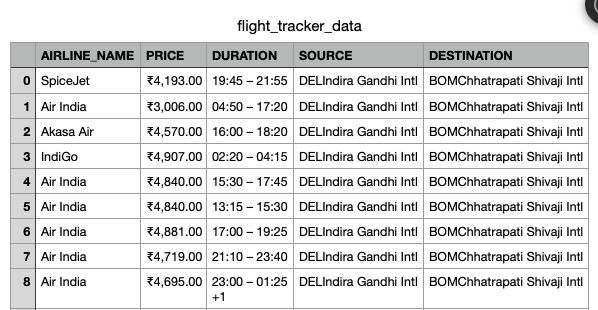 flight_tracker_data
AIRLINE_NAME PRICE DURATION SOURCE DESTINATION
0 SpiceJet ₹4,193.00 19:45 – 21:55 DELIndira Gandhi Intl BOMChhatrapati Shivaji Intl
1 Air India ₹3,006.00 04:50 – 17:20 DELIndira Gandhi Intl BOMChhatrapati Shivaji Intl
2 Akasa Air ₹4,570.00 16:00 – 18:20 DELIndira Gandhi Intl BOMChhatrapati Shivaji Intl
3 IndiGo ₹4,907.00 02:20 – 04:15 DELIndira Gandhi Intl BOMChhatrapati Shivaji Intl
4 Air India ₹4,840.00 15:30 – 17:45 DELIndira Gandhi Intl BOMChhatrapati Shivaji Intl
5 Air India ₹4,840.00 13:15 – 15:30 DELIndira Gandhi Intl BOMChhatrapati Shivaji Intl
6 Air India ₹4,881.00 17:00 – 19:25 DELIndira Gandhi Intl BOMChhatrapati Shivaji Intl
7 Air India ₹4,719.00 21:10 – 23:40 DELIndira Gandhi Intl BOMChhatrapati Shivaji Intl
8 Air India ₹4,695.00 23:00 – 01:25 DELIndira Gandhi Intl BOMChhatrapati Shivaji Intl
+1